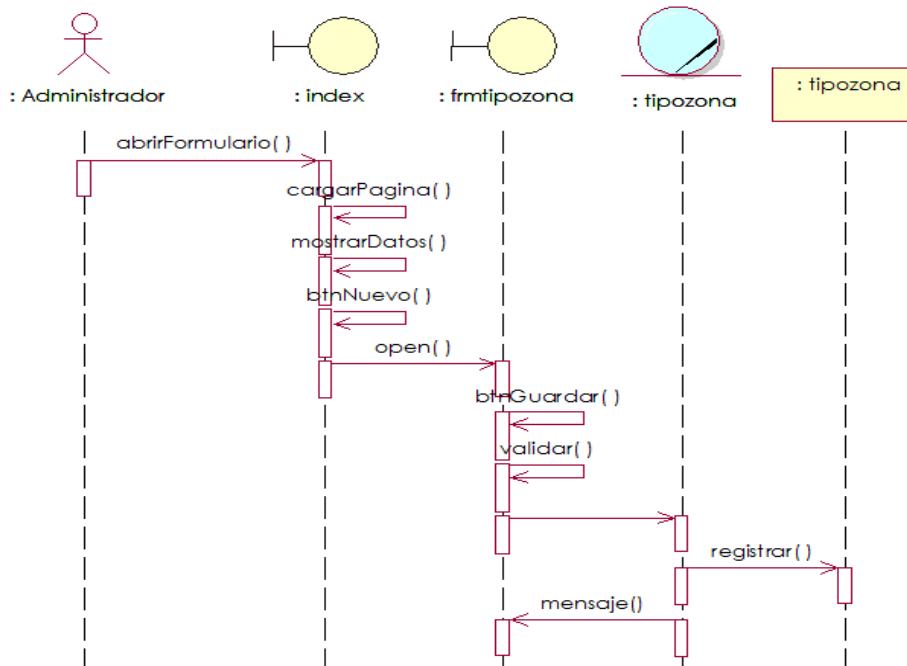 : Administrador
: index
: frmtipozona
: tipozona
: tipozona
abrirFormulario( )
cargarPagina( )
mostrarDatos( )
btnNuevo( )
open( )
btnGuardar( )
validar( )
registrar( )
mensaje()